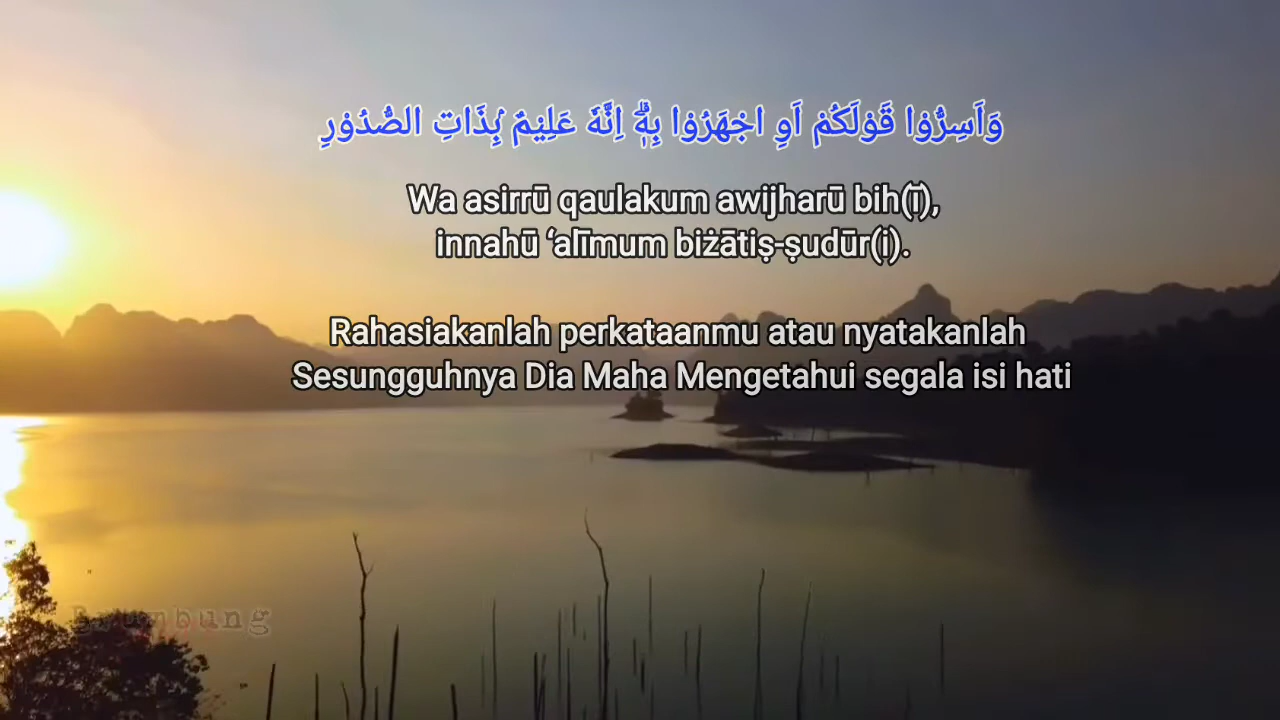 وَاَسِرُّوْا قَوْلَكُمْ اَوِ اجْهَرُوْا بِهٖۗ اِنَّهٗ عَلِيْمٌ ۢبِذَاتِ الصُّدُوْرِ
Wa asirrū qaulakum awijharū bih(ī),
innahū ‘alīmum biżātiṣ-ṣudūr(i).
Rahasiakanlah perkataanmu atau nyatakanlah
Sesungguhnya Dia Maha Mengetahui segala isi hati